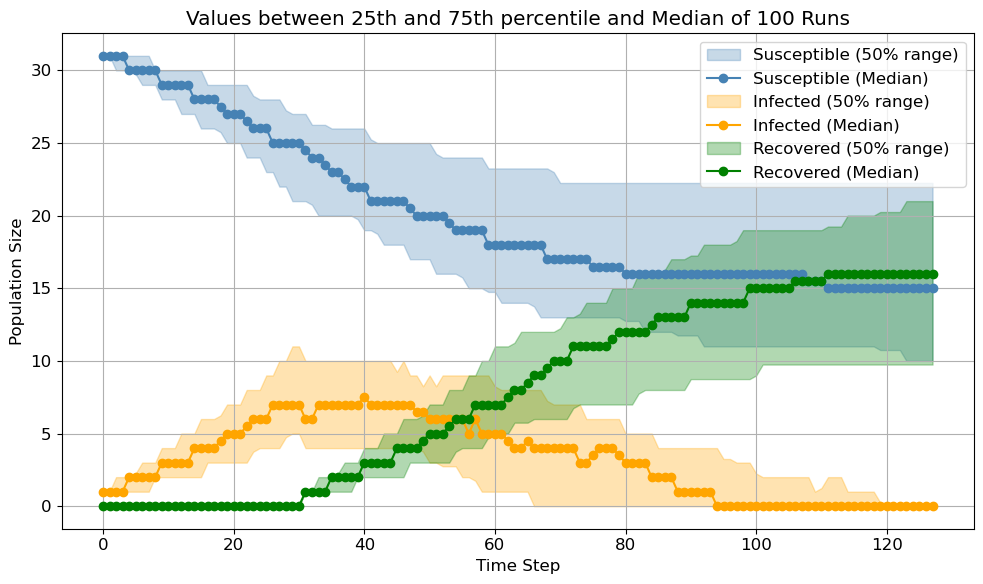 Values between 25th and 75th percentile and Median of 100 Runs
Susceptible (50% range)
Susceptible (Median)
Infected (50% range)
Infected (Median)
Recovered (50% range)
Recovered (Median)
Population Size
30
25
20
15
10
5
0
0 20 40 60 80 100 120
Time Step